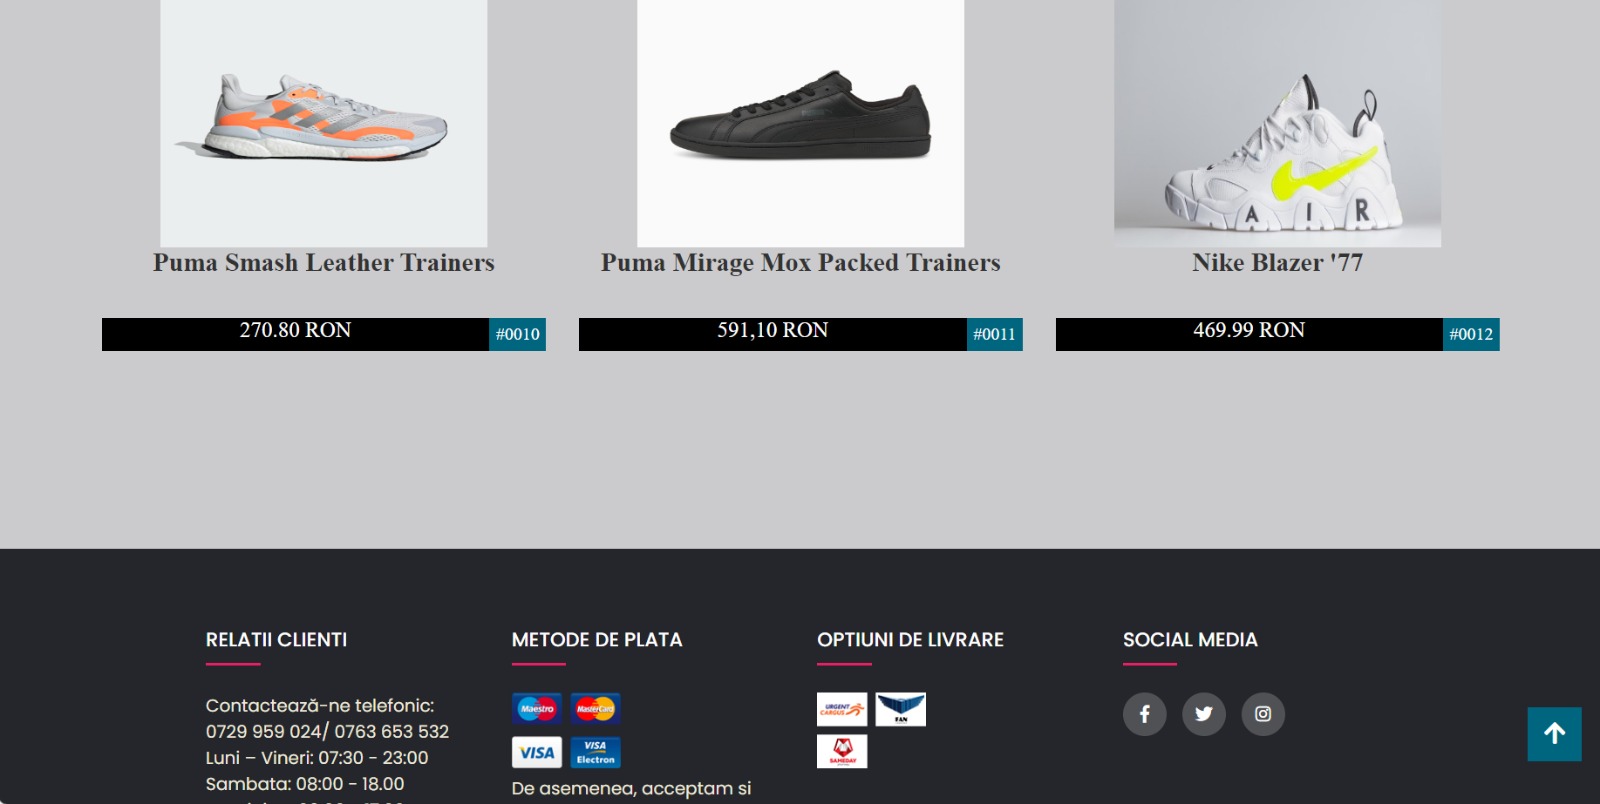 AIR
Puma Smash Leather Trainers
Puma Mirage Mox Packed Trainers
Nike Blazer '77
270.80 RON
#0010
591,10 RON
#0011
469.99 RON
#0012
RELATII CLIENTI
Contactează-ne telefonic:
0729 959 024/ 0763 653 532
Luni – Vineri: 07:30 - 23:00
Sambata: 08:00 - 18.00
METODE DE PLATA
Maestro
MasterCard
VISA
VISA
Electron
De asemenea, acceptam si
OPTIUNI DE LIVRARE
URGENT
CARGUS
FAN
SAMEDAY
SOCIAL MEDIA